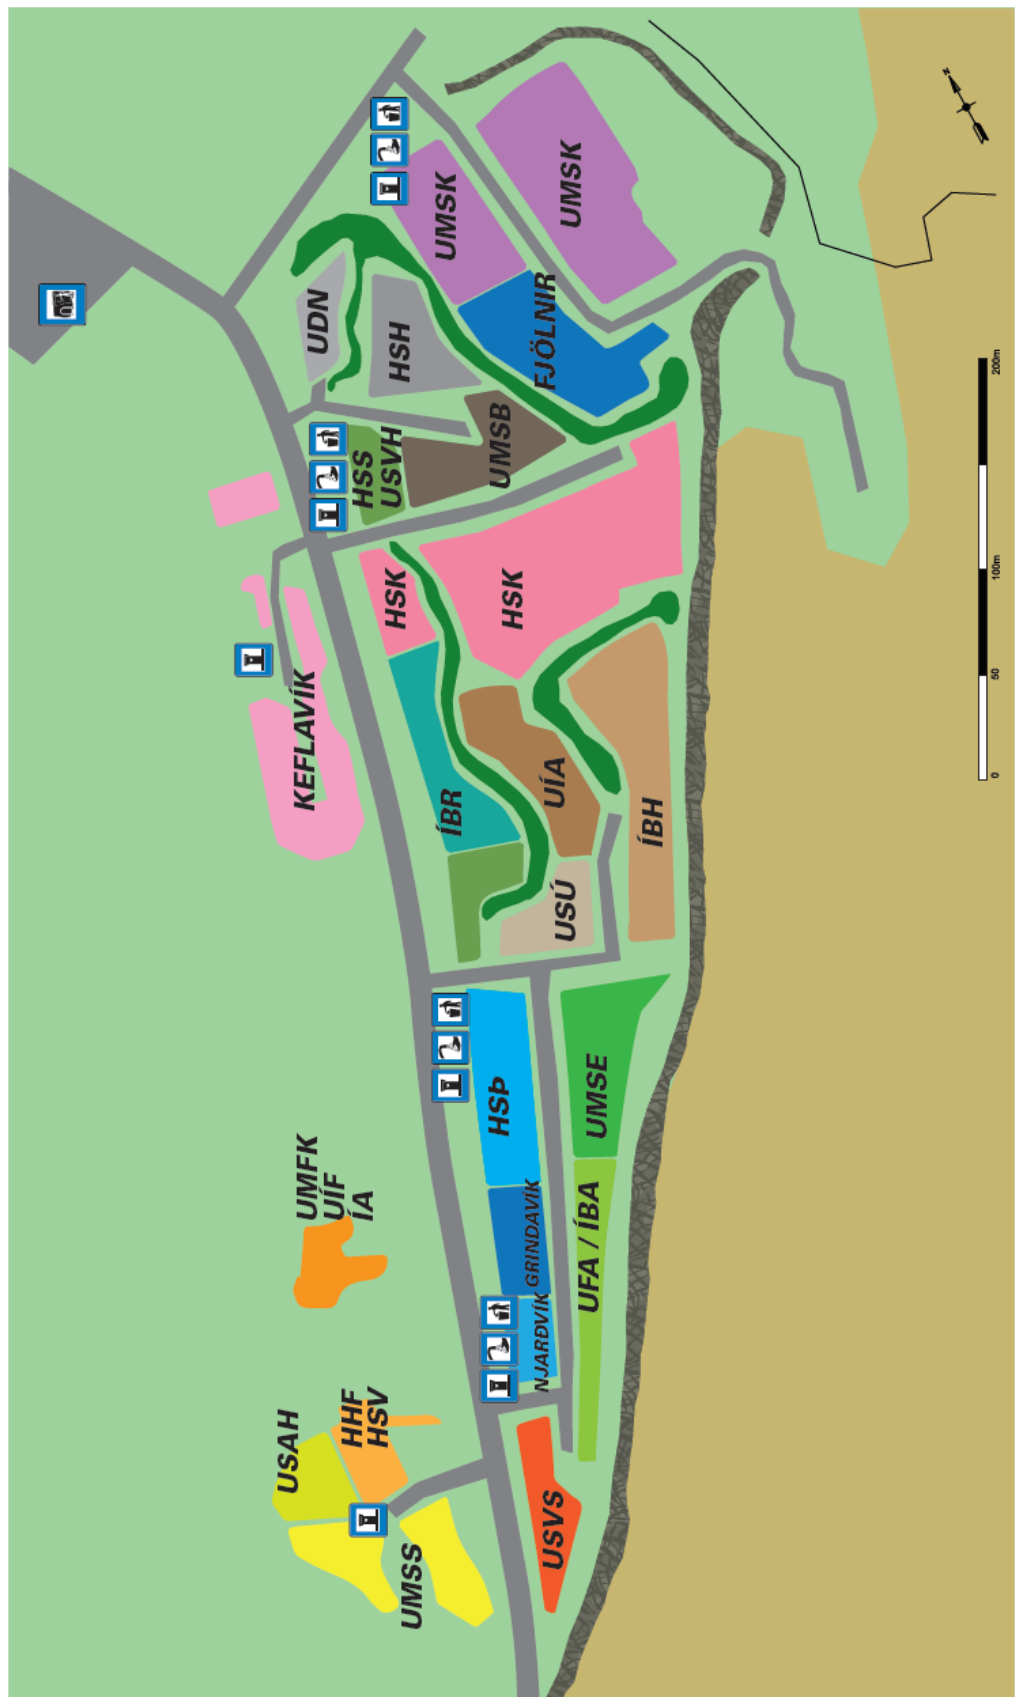 N
UMSK
UMSK
UDN
HSH
FJÖLNIR
HSS
USVH
UMSB
HSK
HSK
KEFLAVÍK
ÍBR
UÍA
ÍBH
USÚ
HSÞ
UMSE
UMFK
UÍF
ÍA
GRINDAVÍK
UFA / ÍBA
NJARÐVÍK
USAH
HHF
HSV
UMSS
USVS
0
50
100m
200m